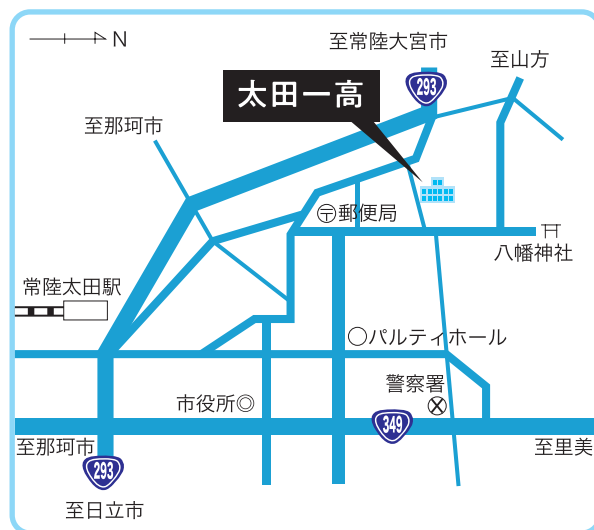 N
至常陸大宮市
至山方
293
太田一高
至那珂市
〒郵便局
八幡神社
常陸太田駅
○パルティホール
警察署
市役所◎
349
至那珂市
至里美
293
至日立市